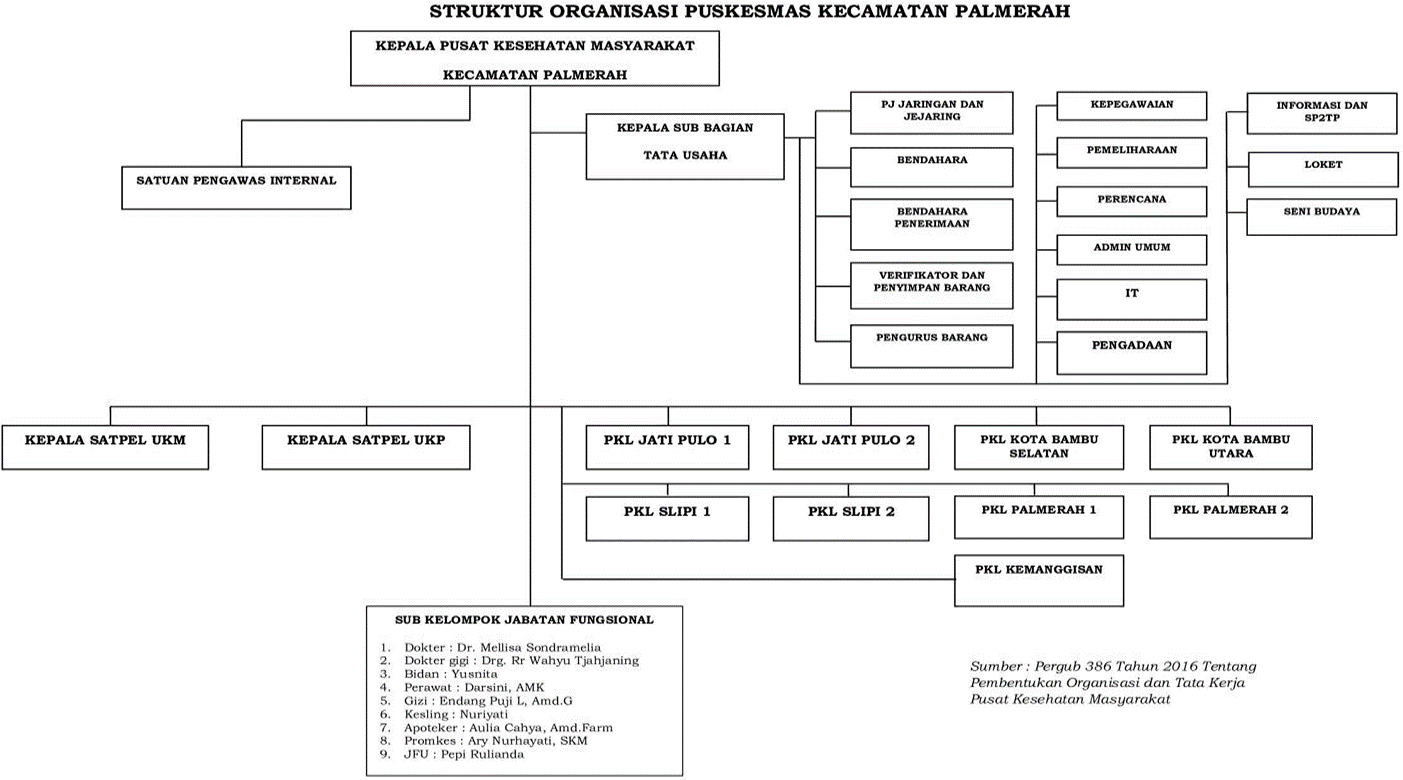 STRUKTUR ORGANISASI PUSKESMAS KECAMATAN PALMERAH
KEPALA PUSAT KESEHATAN MASYARAKAT
KECAMATAN PALMERAH
SATUAN PENGAWAS INTERNAL
KEPALA SUB BAGIAN
TATA USAHA
PJ JARINGAN DAN
JEJARING
BENDAHARA
BENDAHARA
PENERIMAAN
VERIFIKATOR DAN
PENYIMPAN BARANG
PENGURUS BARANG
KEPEGAWAIAN
PEMELIHARAAN
PERENCANA
ADMIN UMUM
IT
PENGADAAN
INFORMASI DAN
SP2TP
LOKET
SENI BUDAYA
KEPALA SATPEL UKM
KEPALA SATPEL UKP
PKL JATI PULO 1
PKL JATI PULO 2
PKL KOTA BAMBU
SELATAN
PKL KOTA BAMBU
UTARA
PKL SLIPI 1
PKL SLIPI 2
PKL PALMERAH 1
PKL PALMERAH 2
PKL KEMANGGISAN
SUB KELOMPOK JABATAN FUNGSIONAL
1. Dokter : Dr. Mellisa Sondramelia
2. Dokter gigi : Drg. Rr Wahyu Tjahjaning
3. Bidan : Yusnita
4. Perawat : Darsini, AMK
5. Gizi : Endang Puji L, Amd.G
6. Kesling : Nuriyati
7. Apoteker : Aulia Cahya, Amd.Farm
8. Promkes : Ary Nurhayati, SKM
9. JFU : Pepi Rulianda
Sumber : Pergub 386 Tahun 2016 Tentang
Pembentukan Organisasi dan Tata Kerja
Pusat Kesehatan Masyarakat